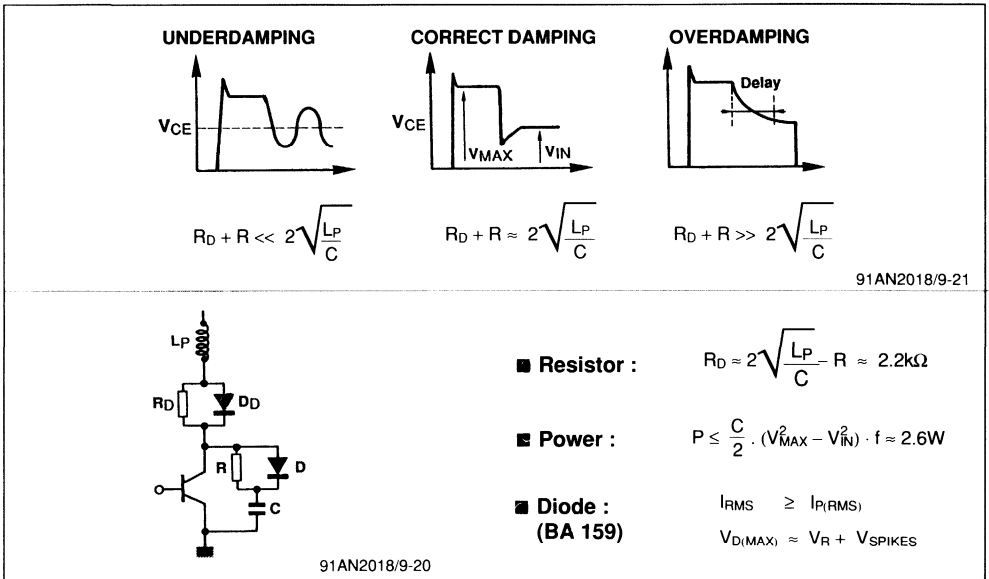 UNDERDAMPING
VCE
RD + R << 2√(LP/C)
CORRECT DAMPING
VCE
VMAX
VIN
RD + R ≈ 2√(LP/C)
OVERDAMPING
Delay
RD + R >> 2√(LP/C)
91AN2018/9-21
LP
RD
DD
R
D
C
91AN2018/9-20
■ Resistor : RD ≈ 2√(LP/C) – R ≈ 2.2kΩ
■ Power : P ≤ C/2 . (V²MAX – V²IN) · f ≈ 2.6W
■ Diode : IRMS ≥ IP(RMS)
(BA 159) VD(MAX) ≈ VR + VSPIKES